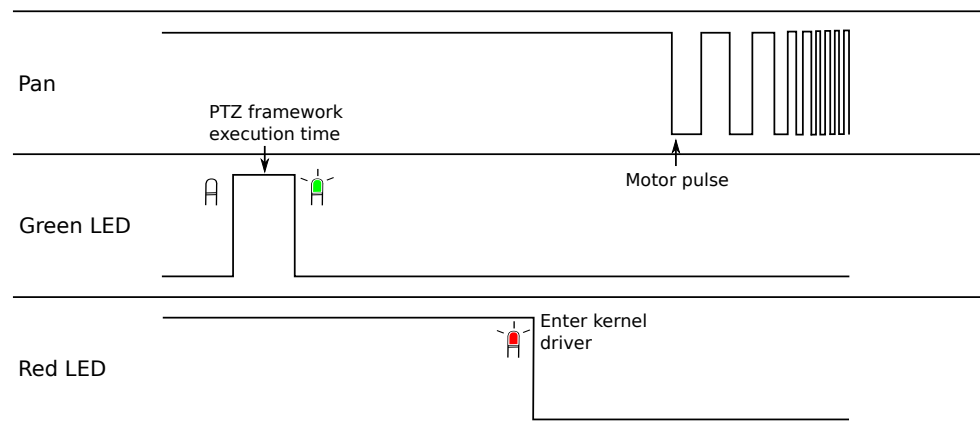 Pan
PTZ framework
execution time
Motor pulse
Green LED
Enter kernel
driver
Red LED